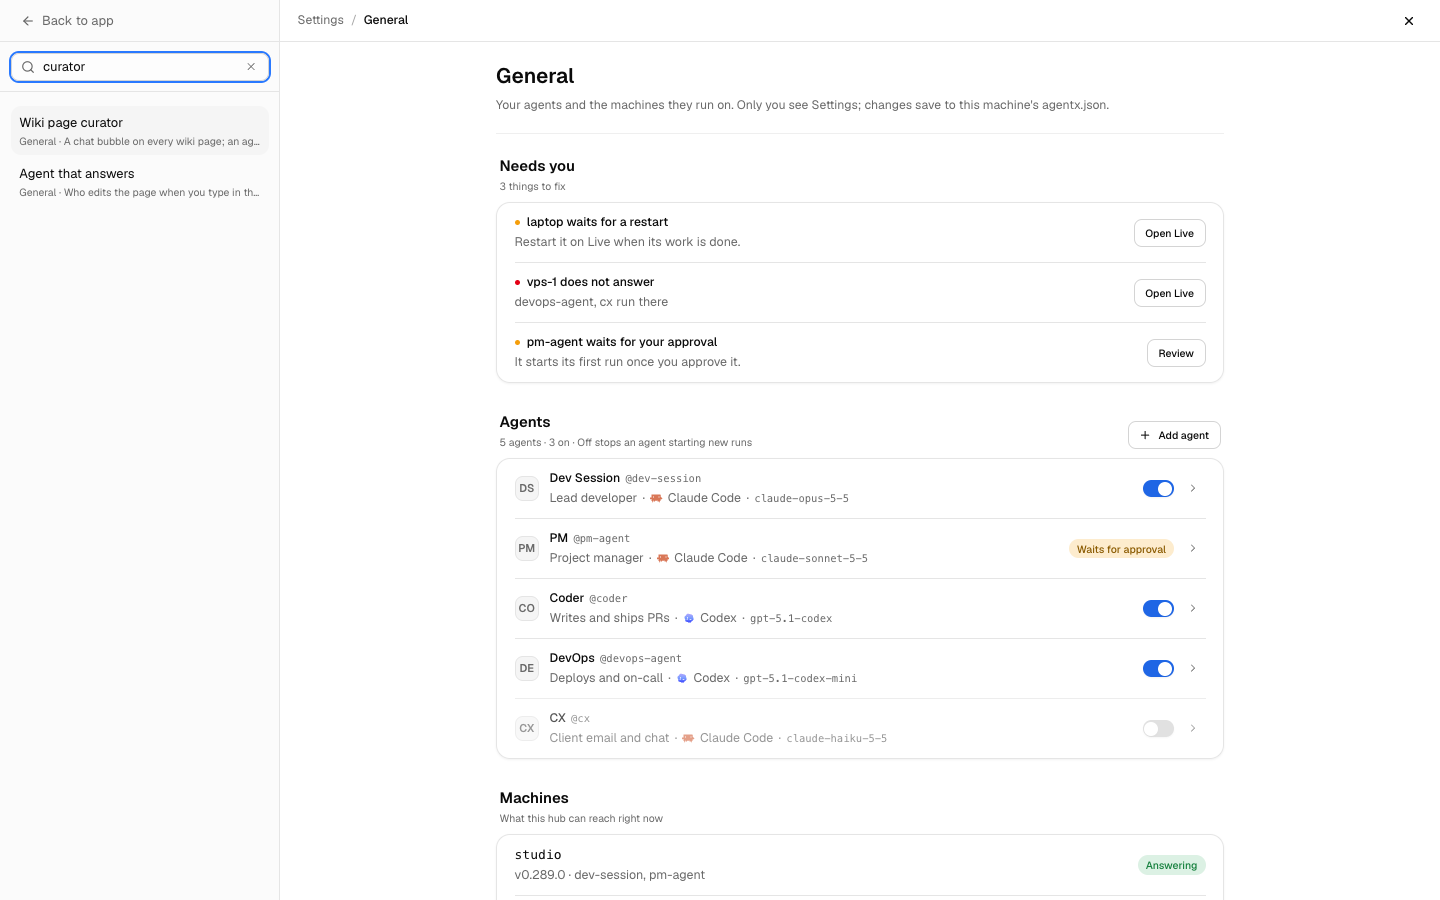 Back to app
Settings / General
curator
Wiki page curator
General · A chat bubble on every wiki page; an ag...
Agent that answers
General · Who edits the page when you type in th...
General
Your agents and the machines they run on. Only you see Settings; changes save to this machine's agentx.json.
Needs you
3 things to fix
laptop waits for a restart
Restart it on Live when its work is done.
Open Live
vps-1 does not answer
devops-agent, cx run there
Open Live
pm-agent waits for your approval
It starts its first run once you approve it.
Review
Agents
5 agents · 3 on · Off stops an agent starting new runs
Add agent
DS
Dev Session @dev-session
Lead developer · Claude Code · claude-opus-5-5
PM
PM @pm-agent
Project manager · Claude Code · claude-sonnet-5-5
Waits for approval
CO
Coder @coder
Writes and ships PRs · Codex · gpt-5.1-codex
DE
DevOps @devops-agent
Deploys and on-call · Codex · gpt-5.1-codex-mini
CX
CX @cx
Client email and chat · Claude Code · claude-haiku-5-5
Machines
What this hub can reach right now
studio
v0.289.0 · dev-session, pm-agent
Answering